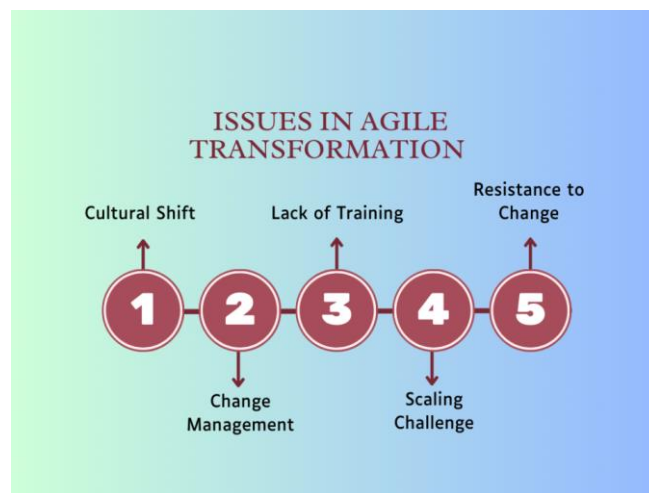 ISSUES IN AGILE
TRANSFORMATION
Cultural Shift
Lack of Training
Resistance to
Change
1
2
3
4
5
Change
Management
Scaling
Challenge